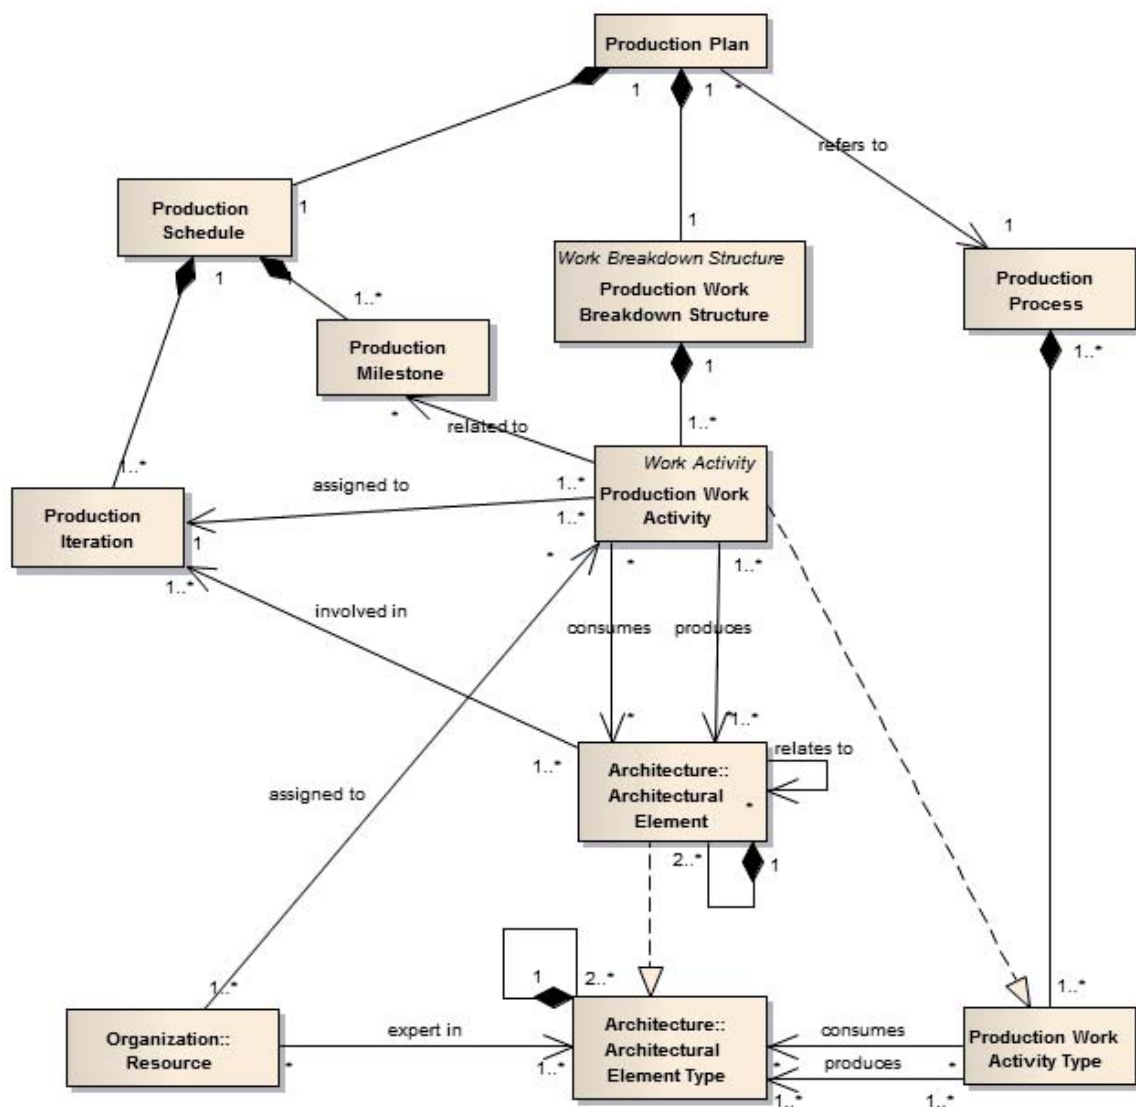 Production Plan
1
1
*
refers to
Production
Schedule
1
1
1
1
Work Breakdown Structure
Production Work
Breakdown Structure
1
Production
Process
1..*
Production
Milestone
1..*
1
1..*
*
related to
Work Activity
Production Work
Activity
1..*
1..*
assigned to
1..*
Production
Iteration
1
1..*
*
*
1..*
involved in
consumes
produces
*
*
1..*
relates to
1..*
Architecture::
Architectural
Element
*
assigned to
2..*
1
1
2..*
1..*
1..*
Organization::
Resource
expert in
*
1..*
Architecture::
Architectural
Element Type
consumes
produces
*
*
1..*
1..*
Production Work
Activity Type